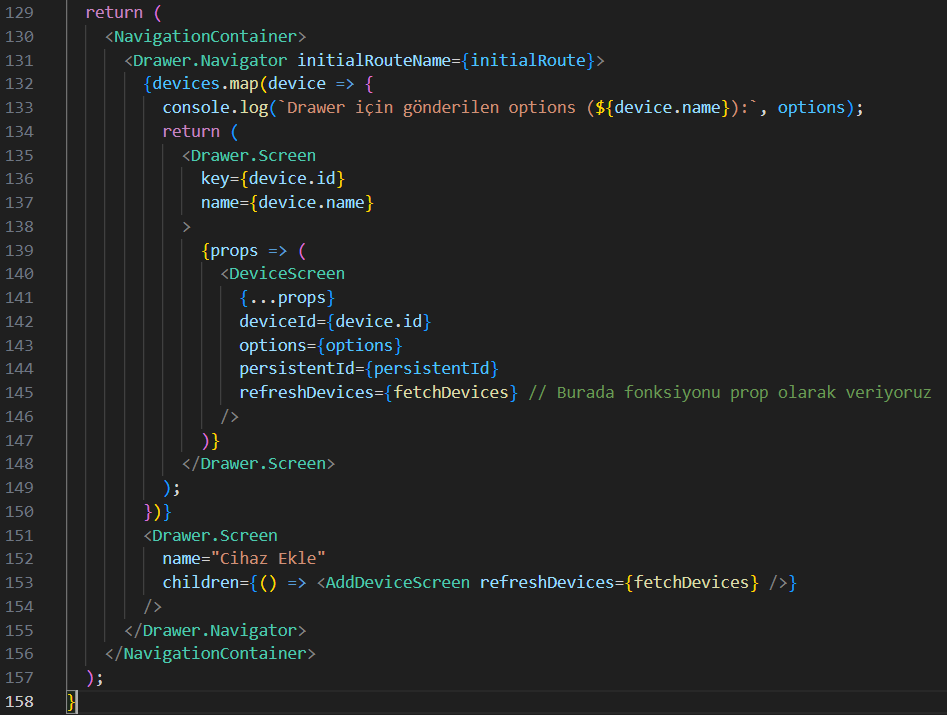 129 return (
130 <NavigationContainer>
131 <Drawer.Navigator initialRouteName={initialRoute}>
132 {devices.map(device => {
133 console.log(`Drawer için gönderilen options (${device.name}):`, options);
134 return (
135 <Drawer.Screen
136 key={device.id}
137 name={device.name}
138 >
139 {props => (
140 <DeviceScreen
141 {...props}
142 deviceId={device.id}
143 options={options}
144 persistentId={persistentId}
145 refreshDevices={fetchDevices} // Burada fonksiyonu prop olarak veriyoruz
146 />
147 )}
148 </Drawer.Screen>
149 );
150 })}
151 <Drawer.Screen
152 name="Cihaz Ekle"
153 children={() => <AddDeviceScreen refreshDevices={fetchDevices} />}
154 />
155 </Drawer.Navigator>
156 </NavigationContainer>
157 );
158 }